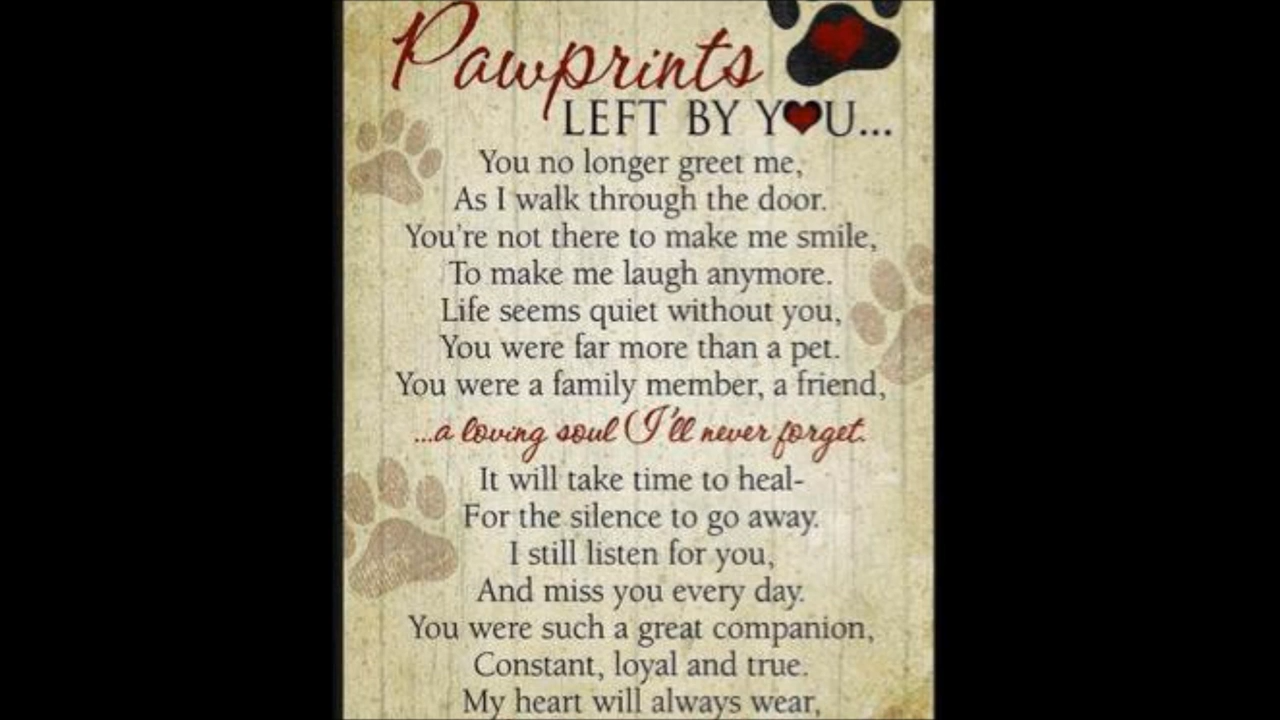 Pawprints
LEFT BY YOU...
You no longer greet me,
As I walk through the door.
You're not there to make me smile,
To make me laugh anymore.
Life seems quiet without you,
You were far more than a pet.
You were a family member, a friend,
...a loving soul I'll never forget.
It will take time to heal-
For the silence to go away.
I still listen for you,
And miss you every day.
You were such a great companion,
Constant, loyal and true.
My heart will always wear,